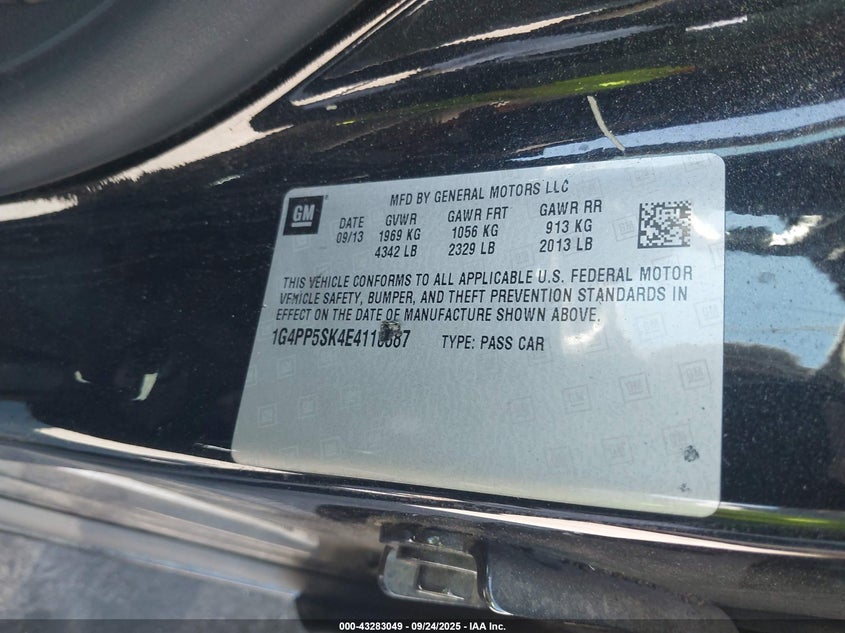 GM
MFD BY GENERAL MOTORS LLC
DATE GVWR GAWR FRT GAWR RR
09/13 1969 KG 1056 KG 913 KG
4342 LB 2329 LB 2013 LB
THIS VEHICLE CONFORMS TO ALL APPLICABLE U.S. FEDERAL MOTOR
VEHICLE SAFETY, BUMPER, AND THEFT PREVENTION STANDARDS IN
EFFECT ON THE DATE OF MANUFACTURE SHOWN ABOVE.
TYPE: PASS CAR
000-43283049 - 09/24/2025 - IAA Inc.